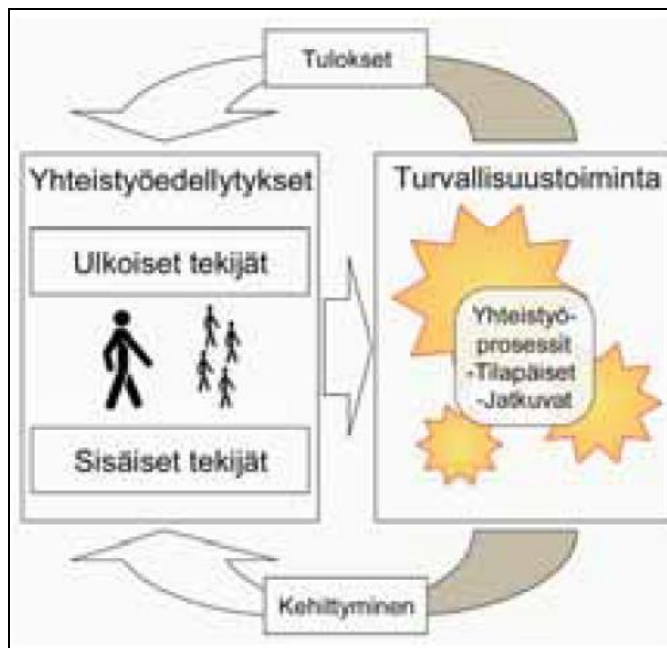 Tulokset
Yhteistyöedellytykset
Ulkoiset tekijät
Sisäiset tekijät
Turvallisuustoiminta
Yhteistyö-
prosessit
-Tilapäiset
-Jatkuvat
Kehittyminen